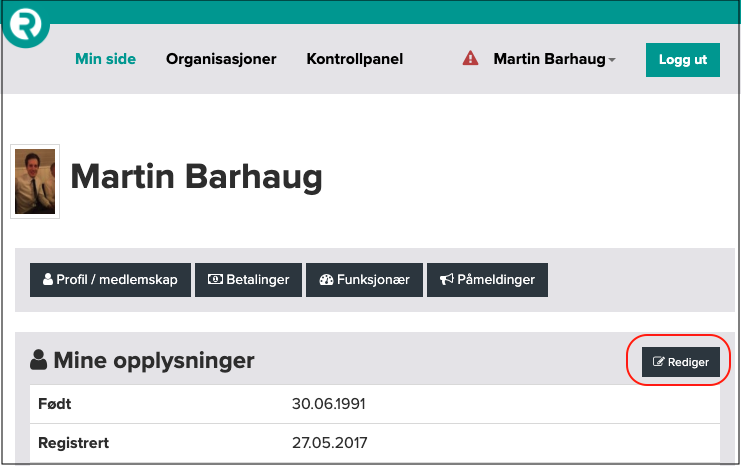 R
Min side Organisasjoner Kontrollpanel Martin Barhaug Logg ut
Martin Barhaug
Profil / medlemskap Betalinger Funksjonær Påmeldinger
Mine opplysninger Rediger
Født 30.06.1991
Registrert 27.05.2017